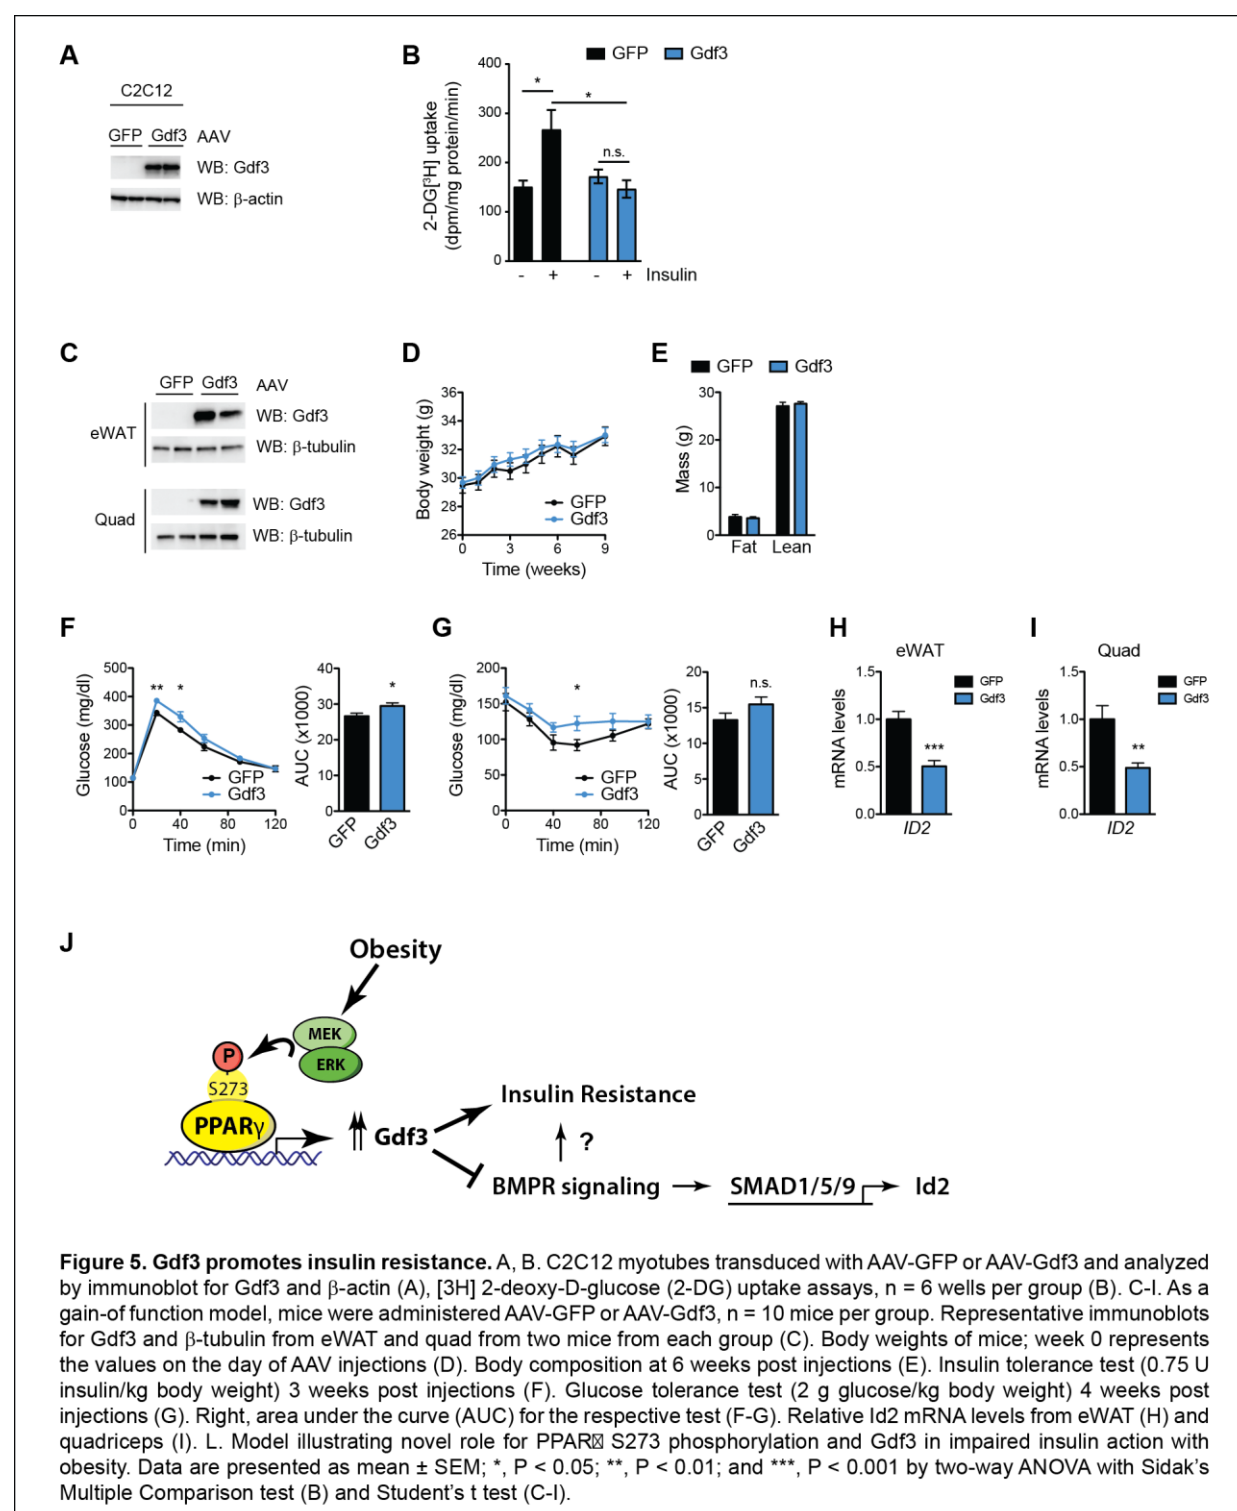 A
C2C12
GFP Gdf3 AAV
WB: Gdf3
WB: β-actin
B
GFP Gdf3
2-DG[³H] uptake
(dpm/mg protein/min)
400
300
200
100
0
*
*
n.s.
- + - + Insulin
C
GFP Gdf3 AAV
eWAT
WB: Gdf3
WB: β-tubulin
Quad
WB: Gdf3
WB: β-tubulin
D
Body weight (g)
36
34
32
30
28
26
GFP
Gdf3
0 3 6 9
Time (weeks)
E
GFP Gdf3
Mass (g)
30
20
10
0
Fat Lean
F
Glucose (mg/dl)
500
400
300
200
100
0
** *
GFP
Gdf3
0 40 80 120
Time (min)
AUC (x1000)
40
30
20
10
0
*
GFP Gdf3
G
Glucose (mg/dl)
200
150
100
50
0
*
GFP
Gdf3
0 40 80 120
Time (min)
AUC (x1000)
20
15
10
5
0
n.s.
GFP Gdf3
H
eWAT
mRNA levels
1.5
1.0
0.5
0.0
GFP
Gdf3
***
ID2
I
Quad
mRNA levels
1.5
1.0
0.5
0.0
GFP
Gdf3
**
ID2
J
Obesity
MEK
ERK
P
S273
PPARγ
Gdf3
Insulin Resistance
?
BMPR signaling
SMAD1/5/9
Id2
Figure 5. Gdf3 promotes insulin resistance. A, B. C2C12 myotubes transduced with AAV-GFP or AAV-Gdf3 and analyzed
by immunoblot for Gdf3 and β-actin (A), [3H] 2-deoxy-D-glucose (2-DG) uptake assays, n = 6 wells per group (B). C-I. As a
gain-of function model, mice were administered AAV-GFP or AAV-Gdf3, n = 10 mice per group. Representative immunoblots
for Gdf3 and β-tubulin from eWAT and quad from two mice from each group (C). Body weights of mice; week 0 represents
the values on the day of AAV injections (D). Body composition at 6 weeks post injections (E). Insulin tolerance test (0.75 U
insulin/kg body weight) 3 weeks post injections (F). Glucose tolerance test (2 g glucose/kg body weight) 4 weeks post
injections (G). Right, area under the curve (AUC) for the respective test (F-G). Relative Id2 mRNA levels from eWAT (H) and
quadriceps (I). L. Model illustrating novel role for PPAR S273 phosphorylation and Gdf3 in impaired insulin action with
obesity. Data are presented as mean ± SEM; *, P < 0.05; **, P < 0.01; and ***, P < 0.001 by two-way ANOVA with Sidak's
Multiple Comparison test (B) and Student's t test (C-I).